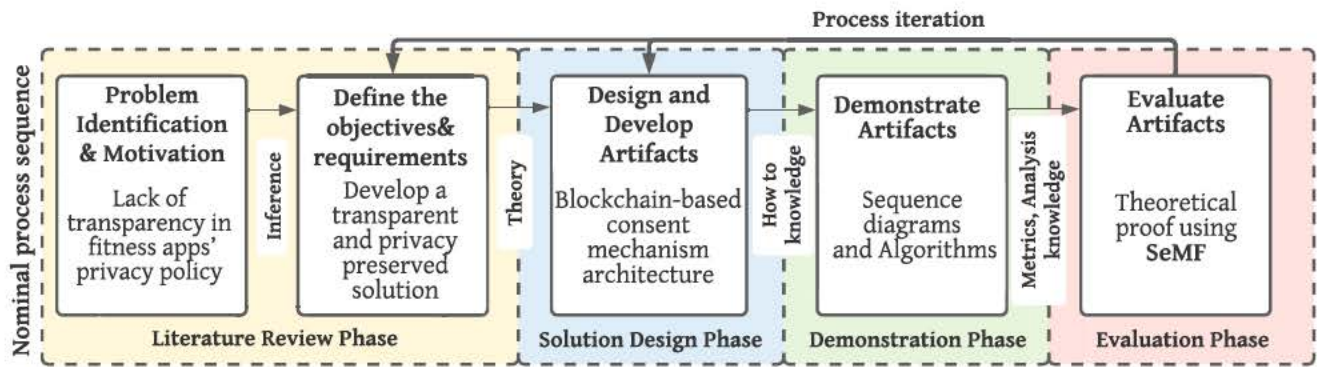 Process iteration
Nominal process sequence
Problem
Identification
& Motivation
Lack of
transparency in
fitness apps'
privacy policy
Inference
Define the
objectives&
requirements
Develop a
transparent
and privacy
preserved
solution
Literature Review Phase
Theory
Design and
Develop
Artifacts
Blockchain-based
consent
mechanism
architecture
Solution Design Phase
How to
knowledge
Demonstrate
Artifacts
Sequence
diagrams
and Algorithms
Demonstration Phase
Metrics, Analysis
knowledge
Evaluate
Artifacts
Theoretical
proof using
SeMF
Evaluation Phase